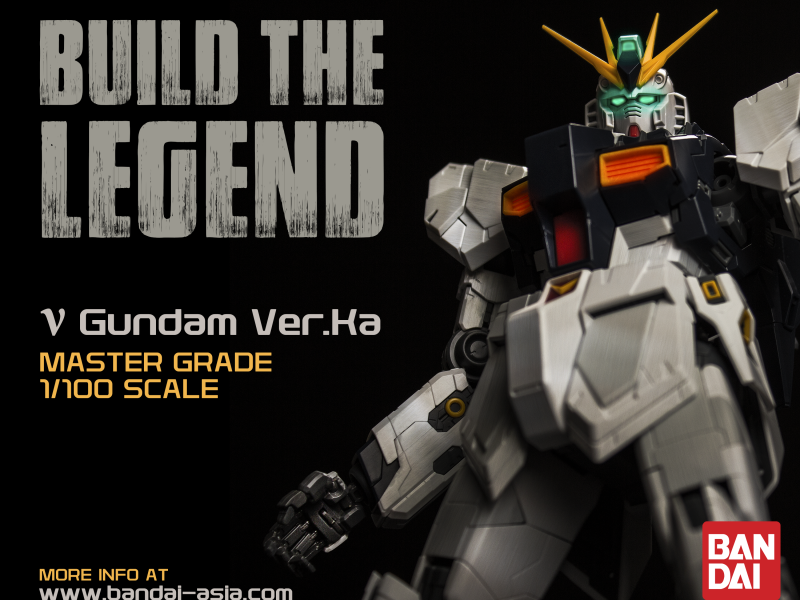 BUILD THE
LEGEND
ν Gundam Ver.Ka
MASTER GRADE
1/100 SCALE
MORE INFO AT
www.bandai-asia.com
BAN
DAI